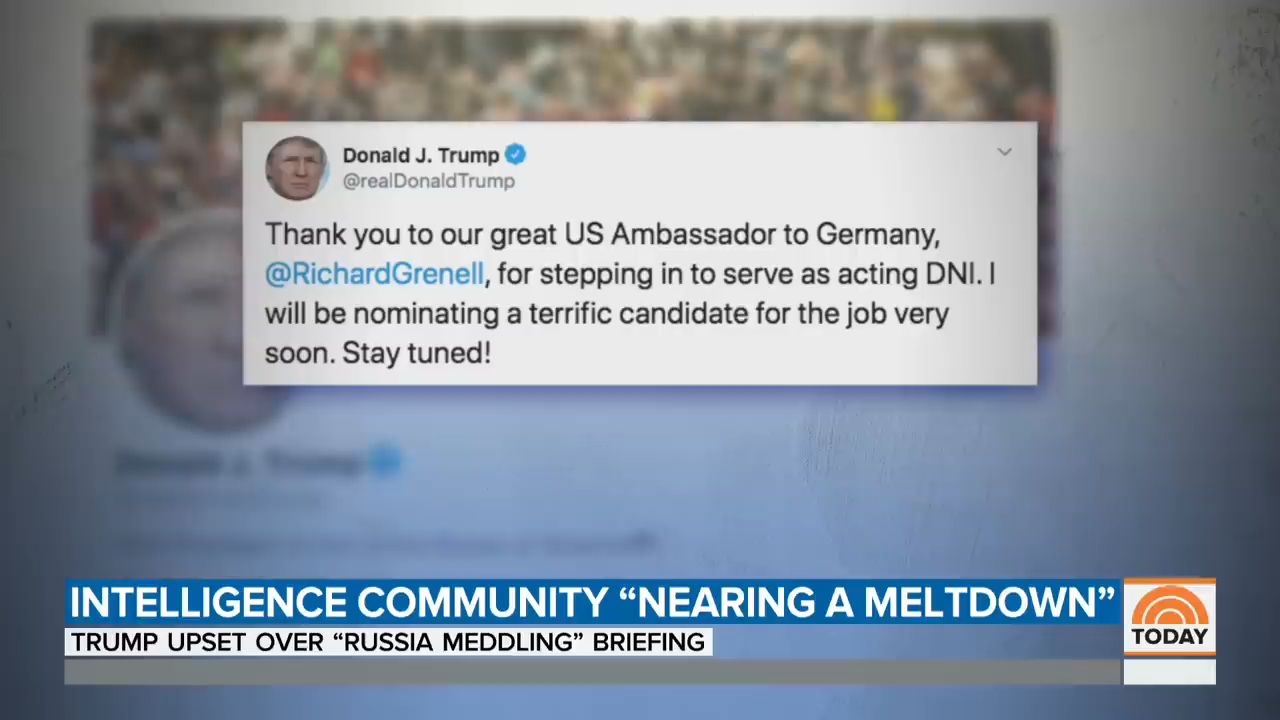 Donald J. Trump
@realDonaldTrump
Thank you to our great US Ambassador to Germany,
@RichardGrenell, for stepping in to serve as acting DNI. I
will be nominating a terrific candidate for the job very
soon. Stay tuned!
Donald J. Trump
INTELLIGENCE COMMUNITY “NEARING A MELTDOWN”
TRUMP UPSET OVER “RUSSIA MEDDLING” BRIEFING
TODAY